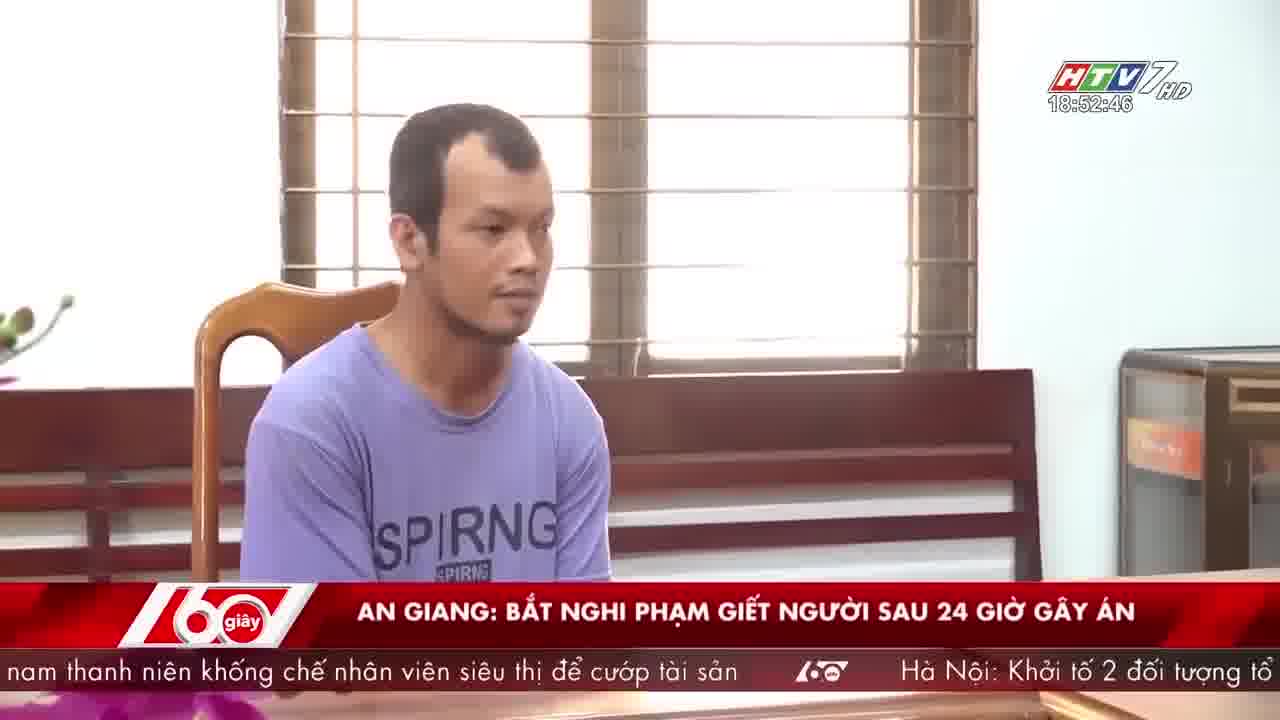 HTV7 HD
18:52:46
SPIRNG
SPIRNG
60 giây
AN GIANG: BẮT NGHI PHẠM GIẾT NGƯỜI SAU 24 GIỜ GÂY ÁN
nam thanh niên khống chế nhân viên siêu thị để cướp tài sản 60 giây Hà Nội: Khởi tố 2 đối tượng tổ